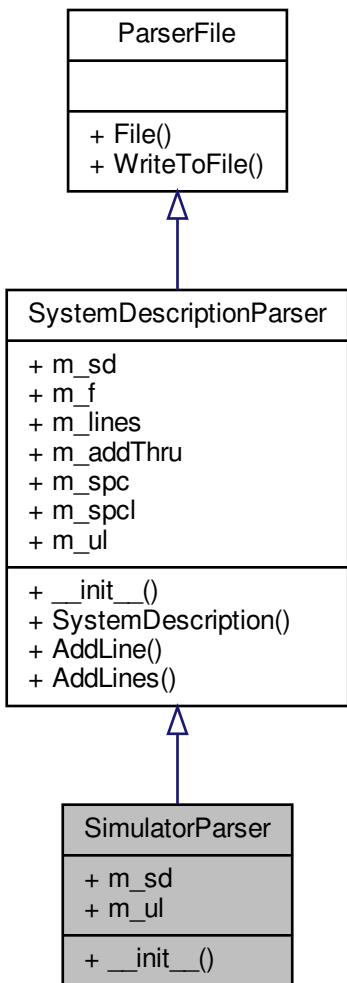 ParserFile
+ File()
+ WriteToFile()
SystemDescriptionParser
+ m_sd
+ m_f
+ m_lines
+ m_addThru
+ m_spc
+ m_spcl
+ m_ul
+ __init__()
+ SystemDescription()
+ AddLine()
+ AddLines()
SimulatorParser
+ m_sd
+ m_ul
+ __init__()